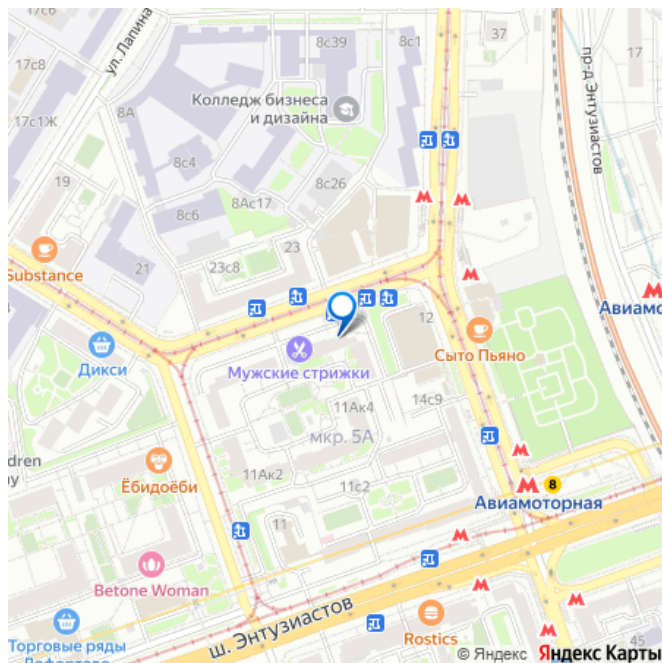 17с6
ул. Лапина
8с39
8с1
37
17
17с8
Колледж бизнеса
и дизайна
пр-д Энтузиастов
17с1Ж
8А
8с4
19
8с26
8Ас17
8с6
Substance
21
23
23с8
Авиамо
12
Сыто Пьяно
Дикси
Мужские стрижки
14с9
11Ак4
мкр. 5А
dren
y
Ёбидоёби
11Ак2
11с2
8
Авиамоторная
11
Betone Woman
ш. Энтузиастов
Торговые ряды
Лефортово
Rostics
45
© Яндекс Яндекс Карты